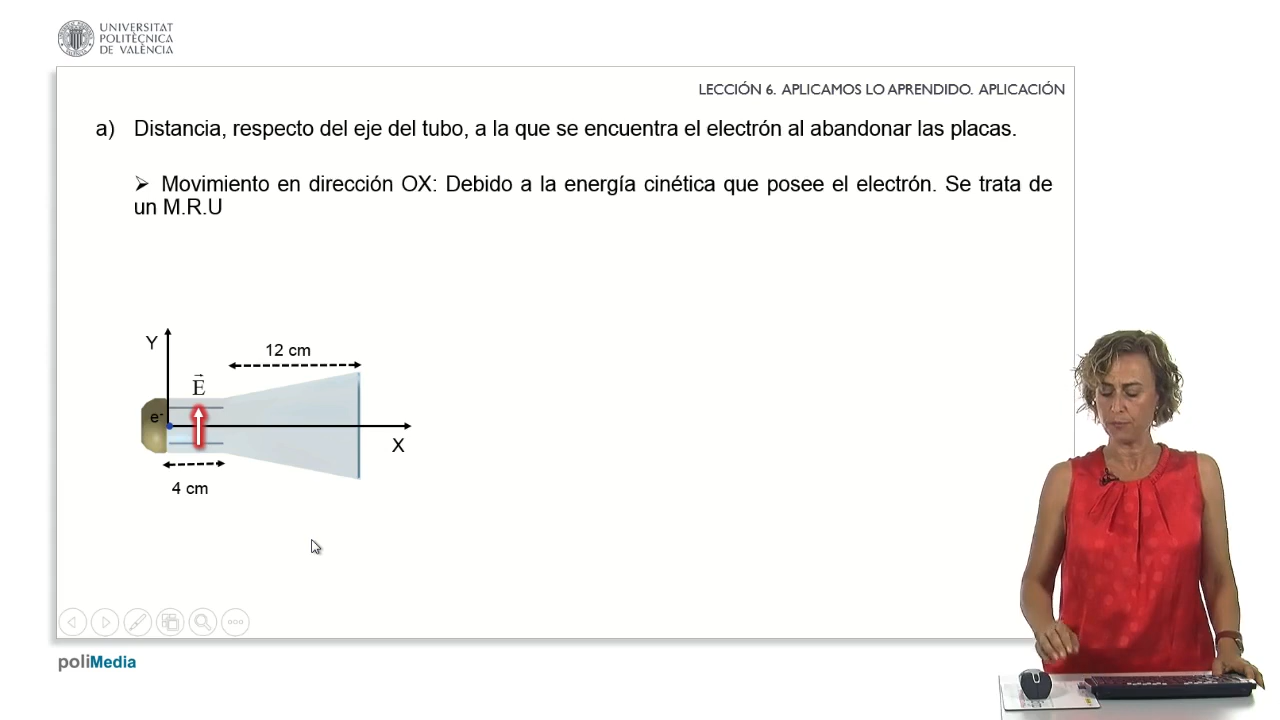 UNIVERSITAT
POLITÈCNICA
DE VALÈNCIA
LECCIÓN 6. APLICAMOS LO APRENDIDO. APLICACIÓN
a) Distancia, respecto del eje del tubo, a la que se encuentra el electrón al abandonar las placas.
➢ Movimiento en dirección OX: Debido a la energía cinética que posee el electrón. Se trata de
un M.R.U
Y
12 cm
E⃗
e⁻
X
4 cm
poliMedia